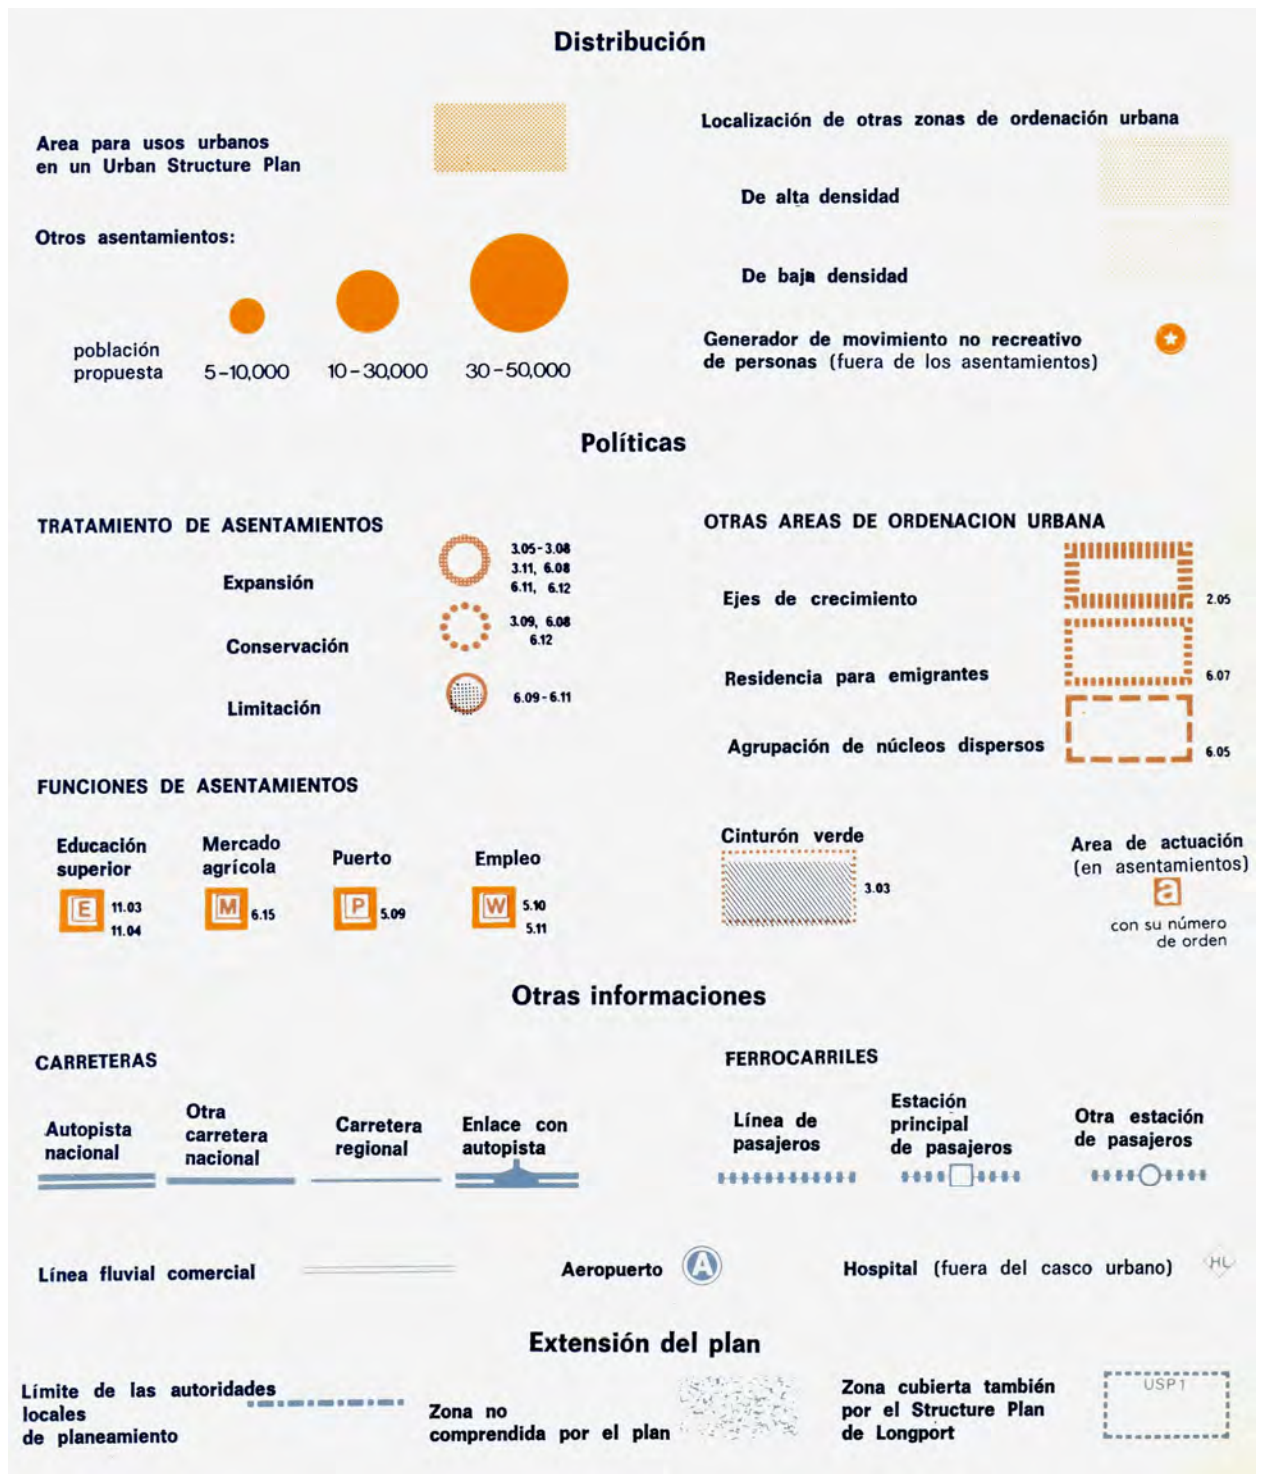 Distribución
Area para usos urbanos
en un Urban Structure Plan
Otros asentamientos:
población
propuesta
5-10,000
10-30,000
30-50,000
Localización de otras zonas de ordenación urbana
De alta densidad
De baja densidad
Generador de movimiento no recreativo
de personas (fuera de los asentamientos)
Políticas
TRATAMIENTO DE ASENTAMIENTOS
Expansión
3.05-3.08
3.11, 6.08
6.11, 6.12
Conservación
3.09, 6.08
6.12
Limitación
6.09-6.11
OTRAS AREAS DE ORDENACION URBANA
Ejes de crecimiento
2.05
Residencia para emigrantes
6.07
Agrupación de núcleos dispersos
6.05
FUNCIONES DE ASENTAMIENTOS
Educación
superior
E
11.03
11.04
Mercado
agrícola
M
6.15
Puerto
P
5.09
Empleo
W
5.10
5.11
Cinturón verde
3.03
Area de actuación
(en asentamientos)
a
con su número
de orden
Otras informaciones
CARRETERAS
Autopista
nacional
Otra
carretera
nacional
Carretera
regional
Enlace con
autopista
FERROCARRILES
Línea de
pasajeros
Estación
principal
de pasajeros
Otra estación
de pasajeros
Línea fluvial comercial
Aeropuerto
A
Hospital (fuera del casco urbano)
HL
Extensión del plan
Límite de las autoridades
locales
de planeamiento
Zona no
comprendida por el plan
Zona cubierta también
por el Structure Plan
de Longport
USP1